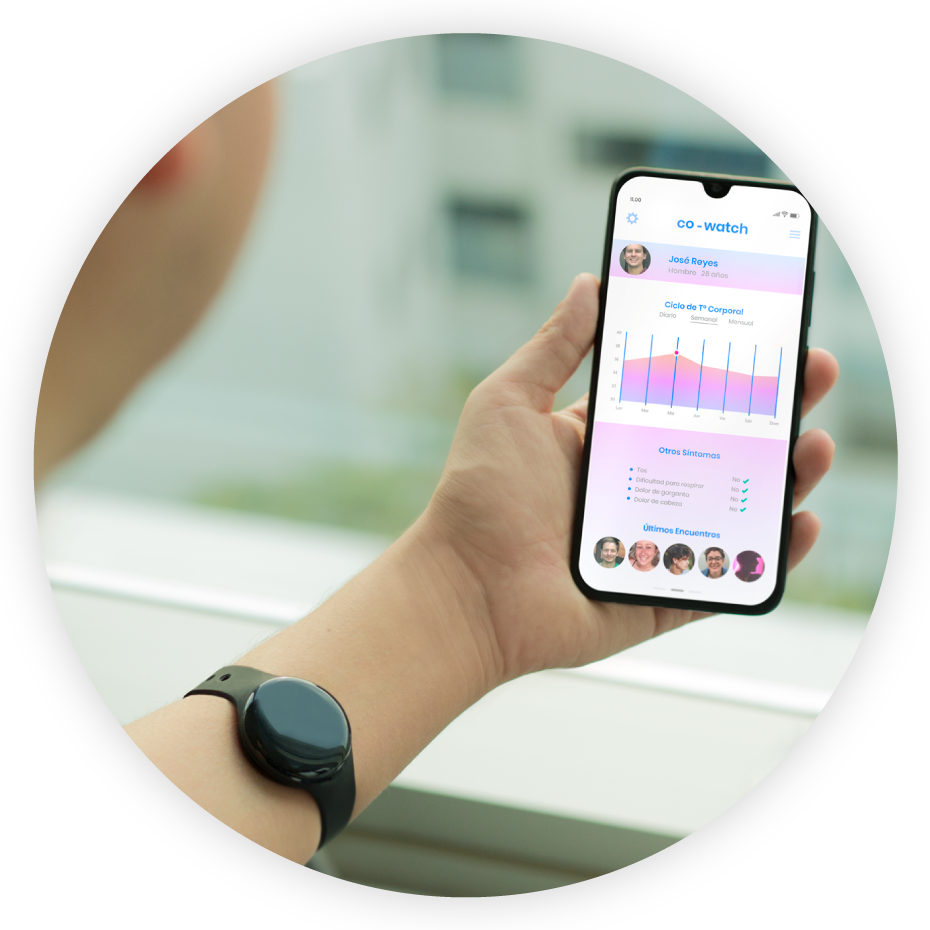 11.00
co - watch
José Reyes
Hombre 28 años
Ciclo de Tº Corporal
Diario Semanal Mensual
Lun Mar Mie Jue Vie Sab Dom
Otros Síntomas
Tos No
Dificultad para respirar No
Dolor de garganta No
Dolor de cabeza No
Últimos Encuentros